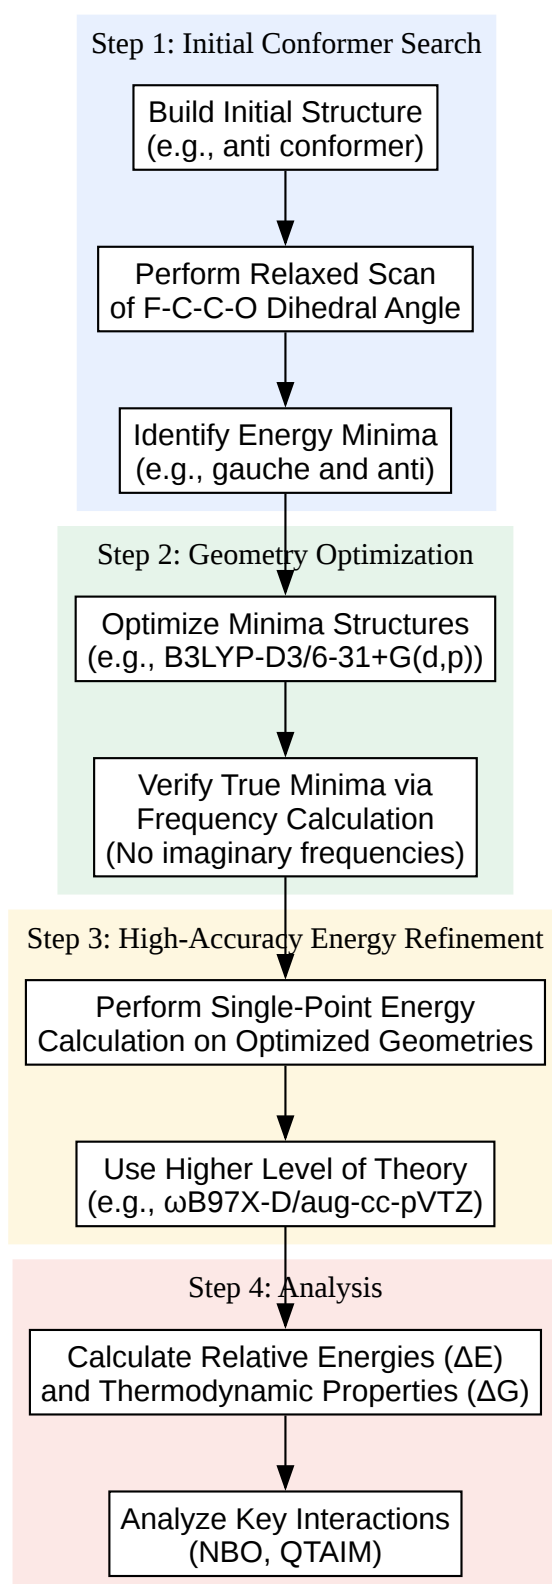 Step 1: Initial Conformer Search
Build Initial Structure
(e.g., anti conformer)
Perform Relaxed Scan
of F-C-C-O Dihedral Angle
Identify Energy Minima
(e.g., gauche and anti)
Step 2: Geometry Optimization
Optimize Minima Structures
(e.g., B3LYP-D3/6-31+G(d,p))
Verify True Minima via
Frequency Calculation
(No imaginary frequencies)
Step 3: High-Accuracy Energy Refinement
Perform Single-Point Energy
Calculation on Optimized Geometries
Use Higher Level of Theory
(e.g., ωB97X-D/aug-cc-pVTZ)
Step 4: Analysis
Calculate Relative Energies (ΔE)
and Thermodynamic Properties (ΔG)
Analyze Key Interactions
(NBO, QTAIM)